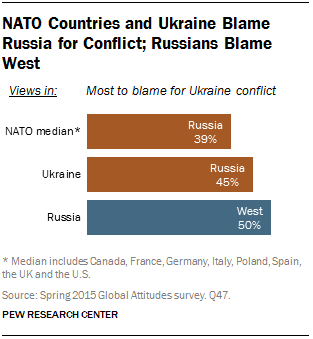 NATO Countries and Ukraine Blame
Russia for Conflict; Russians Blame
West
Views in: Most to blame for Ukraine conflict
NATO median* Russia
39%
Ukraine Russia
45%
Russia West
50%
* Median includes Canada, France, Germany, Italy, Poland, Spain,
the UK and the U.S.
Source: Spring 2015 Global Attitudes survey. Q47.
PEW RESEARCH CENTER